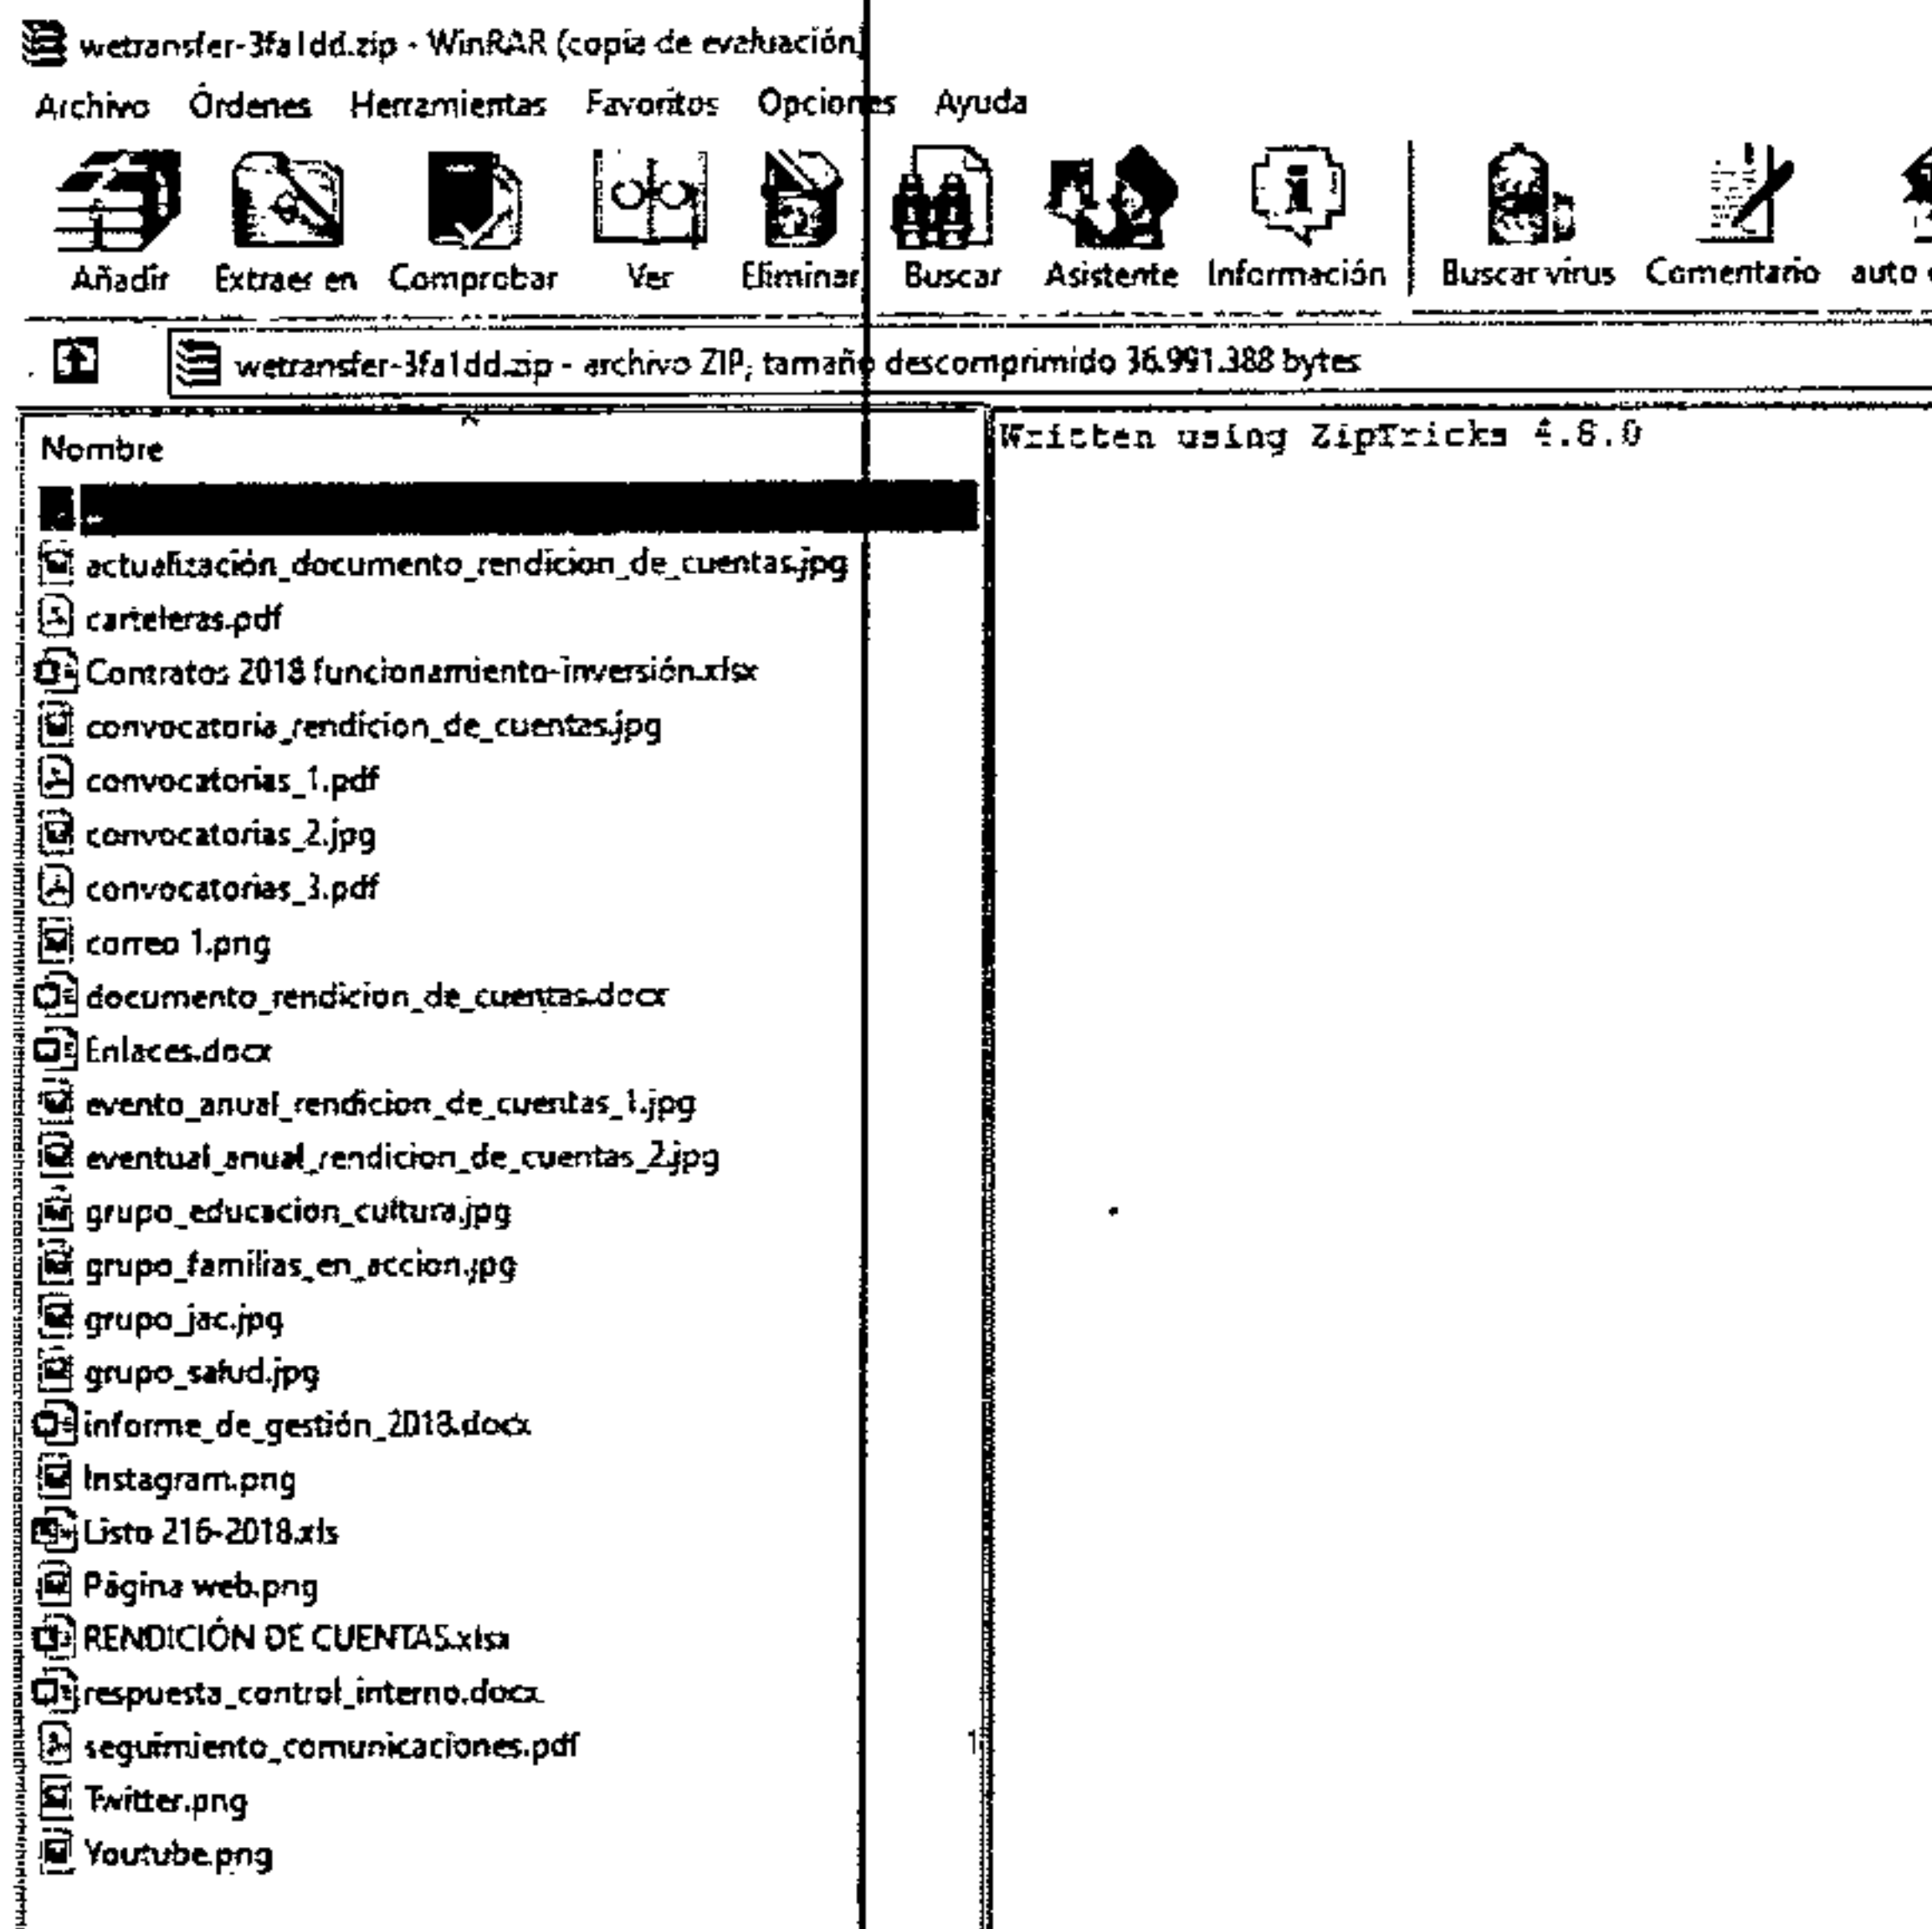 wetransfer-3fa1dd.zip - WinRAR (copia de evaluación)
Archivo Órdenes Herramientas Favoritos Opciones Ayuda
Añadir Extraer en Comprobar Ver Eliminar Buscar Asistente Información Buscar virus Comentario auto
wetransfer-3fa1dd.zip - archivo ZIP, tamaño descomprimido 36.991.388 bytes
Nombre
Written using ZipTricks 4.8.0
..
actualización_documento_rendicion_de_cuentas.jpg
carteleras.pdf
Contratos 2018 funcionamiento-inversión.xlsx
convocatoria_rendicion_de_cuentas.jpg
convocatorias_1.pdf
convocatorias_2.jpg
convocatorias_3.pdf
correo 1.png
documento_rendicion_de_cuentas.docx
Enlaces.docx
evento_anual_rendicion_de_cuentas_1.jpg
eventual_anual_rendicion_de_cuentas_2.jpg
grupo_educacion_cultura.jpg
grupo_familias_en_accion.jpg
grupo_jac.jpg
grupo_salud.jpg
informe_de_gestión_2018.docx
Instagram.png
Listo 216-2018.xls
Página web.png
RENDICIÓN DE CUENTAS.xlsx
respuesta_control_interno.docx
seguimiento_comunicaciones.pdf 1
Twitter.png
Youtube.png